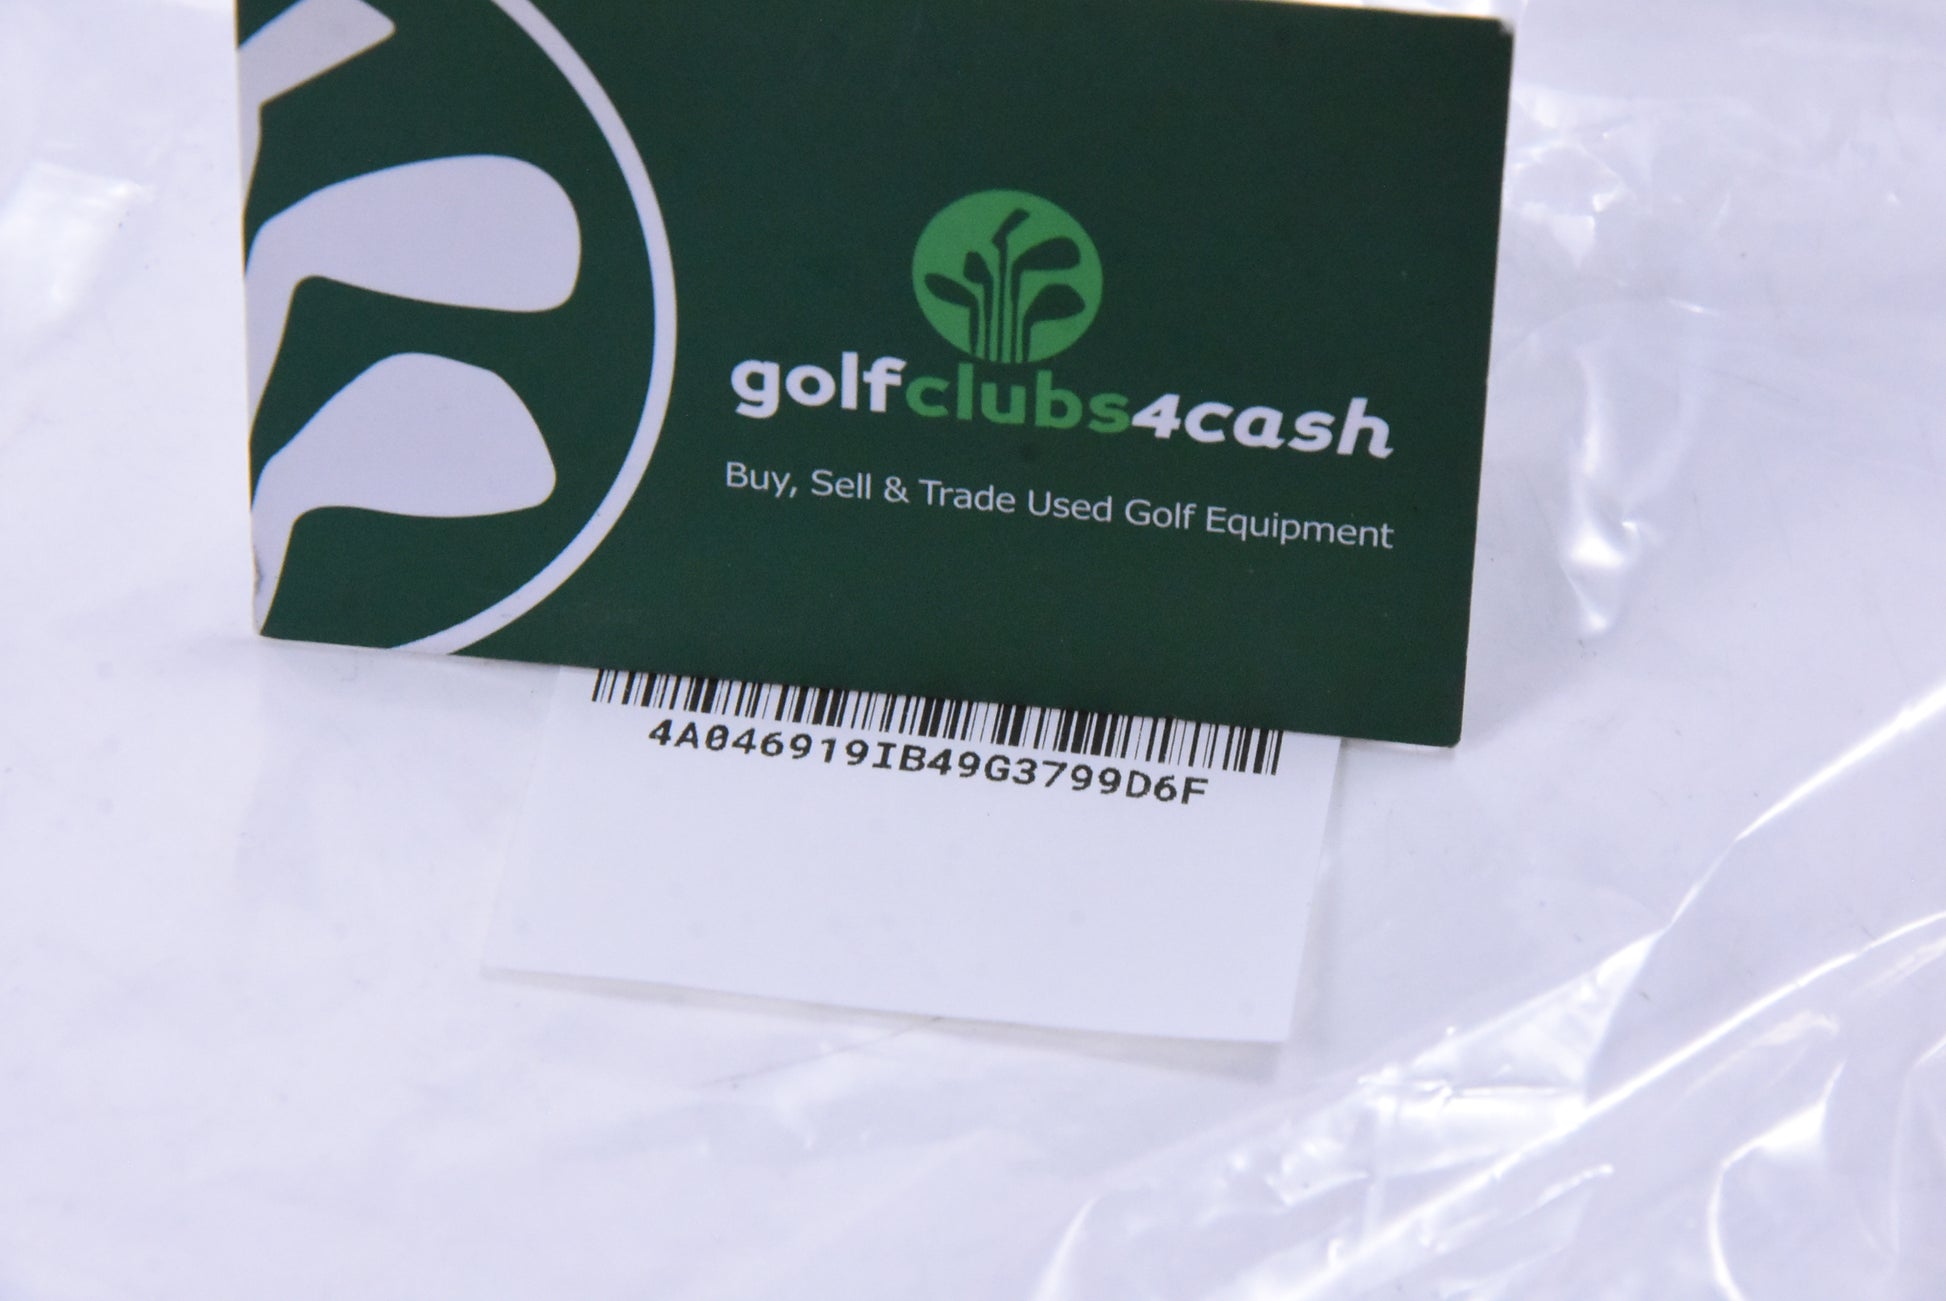 golfclubs4cash
Buy, Sell & Trade Used Golf Equipment
4A046919IB49G3799D6F